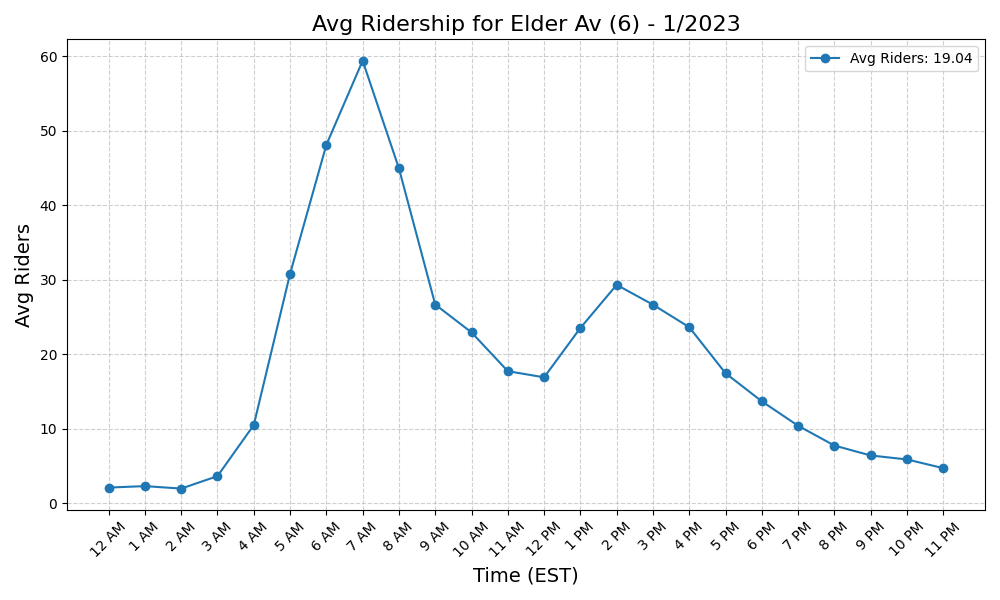 Avg Ridership for Elder Av (6) - 1/2023
Avg Riders: 19.04
Avg Riders
60
50
40
30
20
10
0
12 AM
1 AM
2 AM
3 AM
4 AM
5 AM
6 AM
7 AM
8 AM
9 AM
10 AM
11 AM
12 PM
1 PM
2 PM
3 PM
4 PM
5 PM
6 PM
7 PM
8 PM
9 PM
10 PM
11 PM
Time (EST)